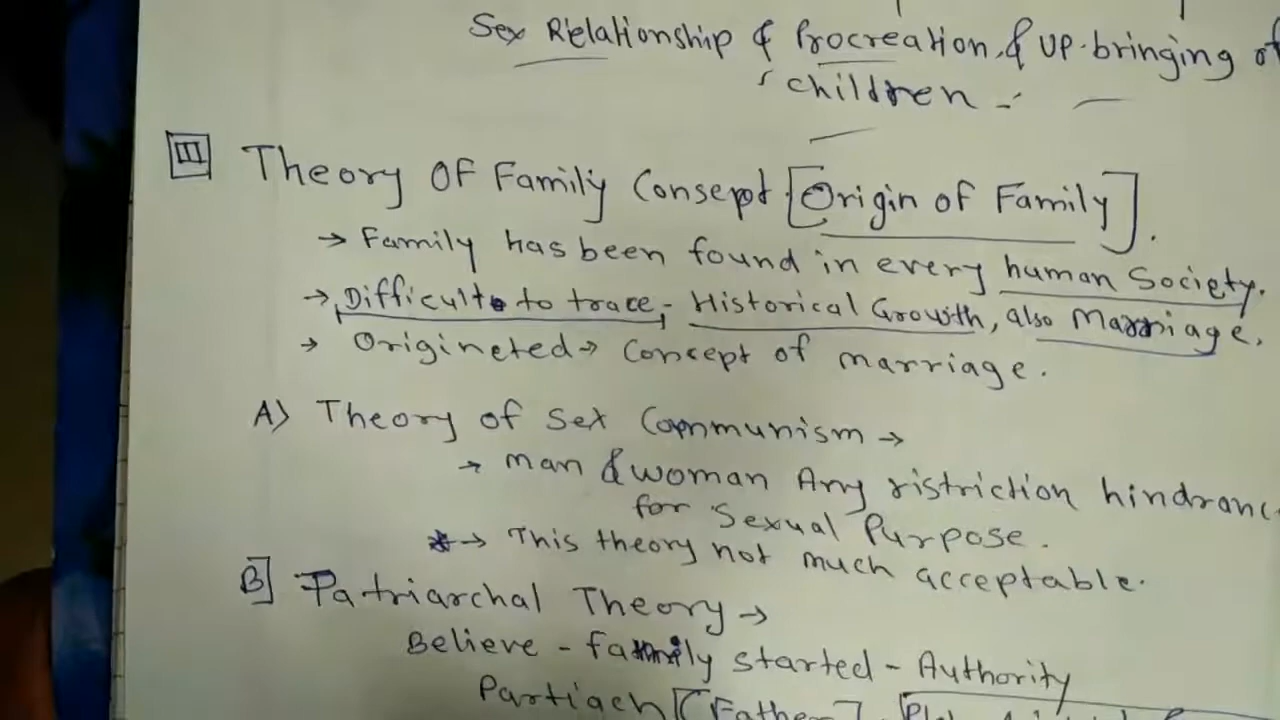 Sex Relationship & Procreation & up-bringing of
children -
III Theory Of Family Consept [Origin of Family].
→ Family has been found in every human Society.
→ Difficult to trace, Historical Growth, also Marriage.
→ Origineted → Concept of marriage.
A) Theory of Sex Communism →
→ man & woman Any ristriction hindranc
for Sexual Purpose.
* → This theory not much acceptable.
B] Patriarchal Theory →
Believe - family started - Authority
Partiach [Father]